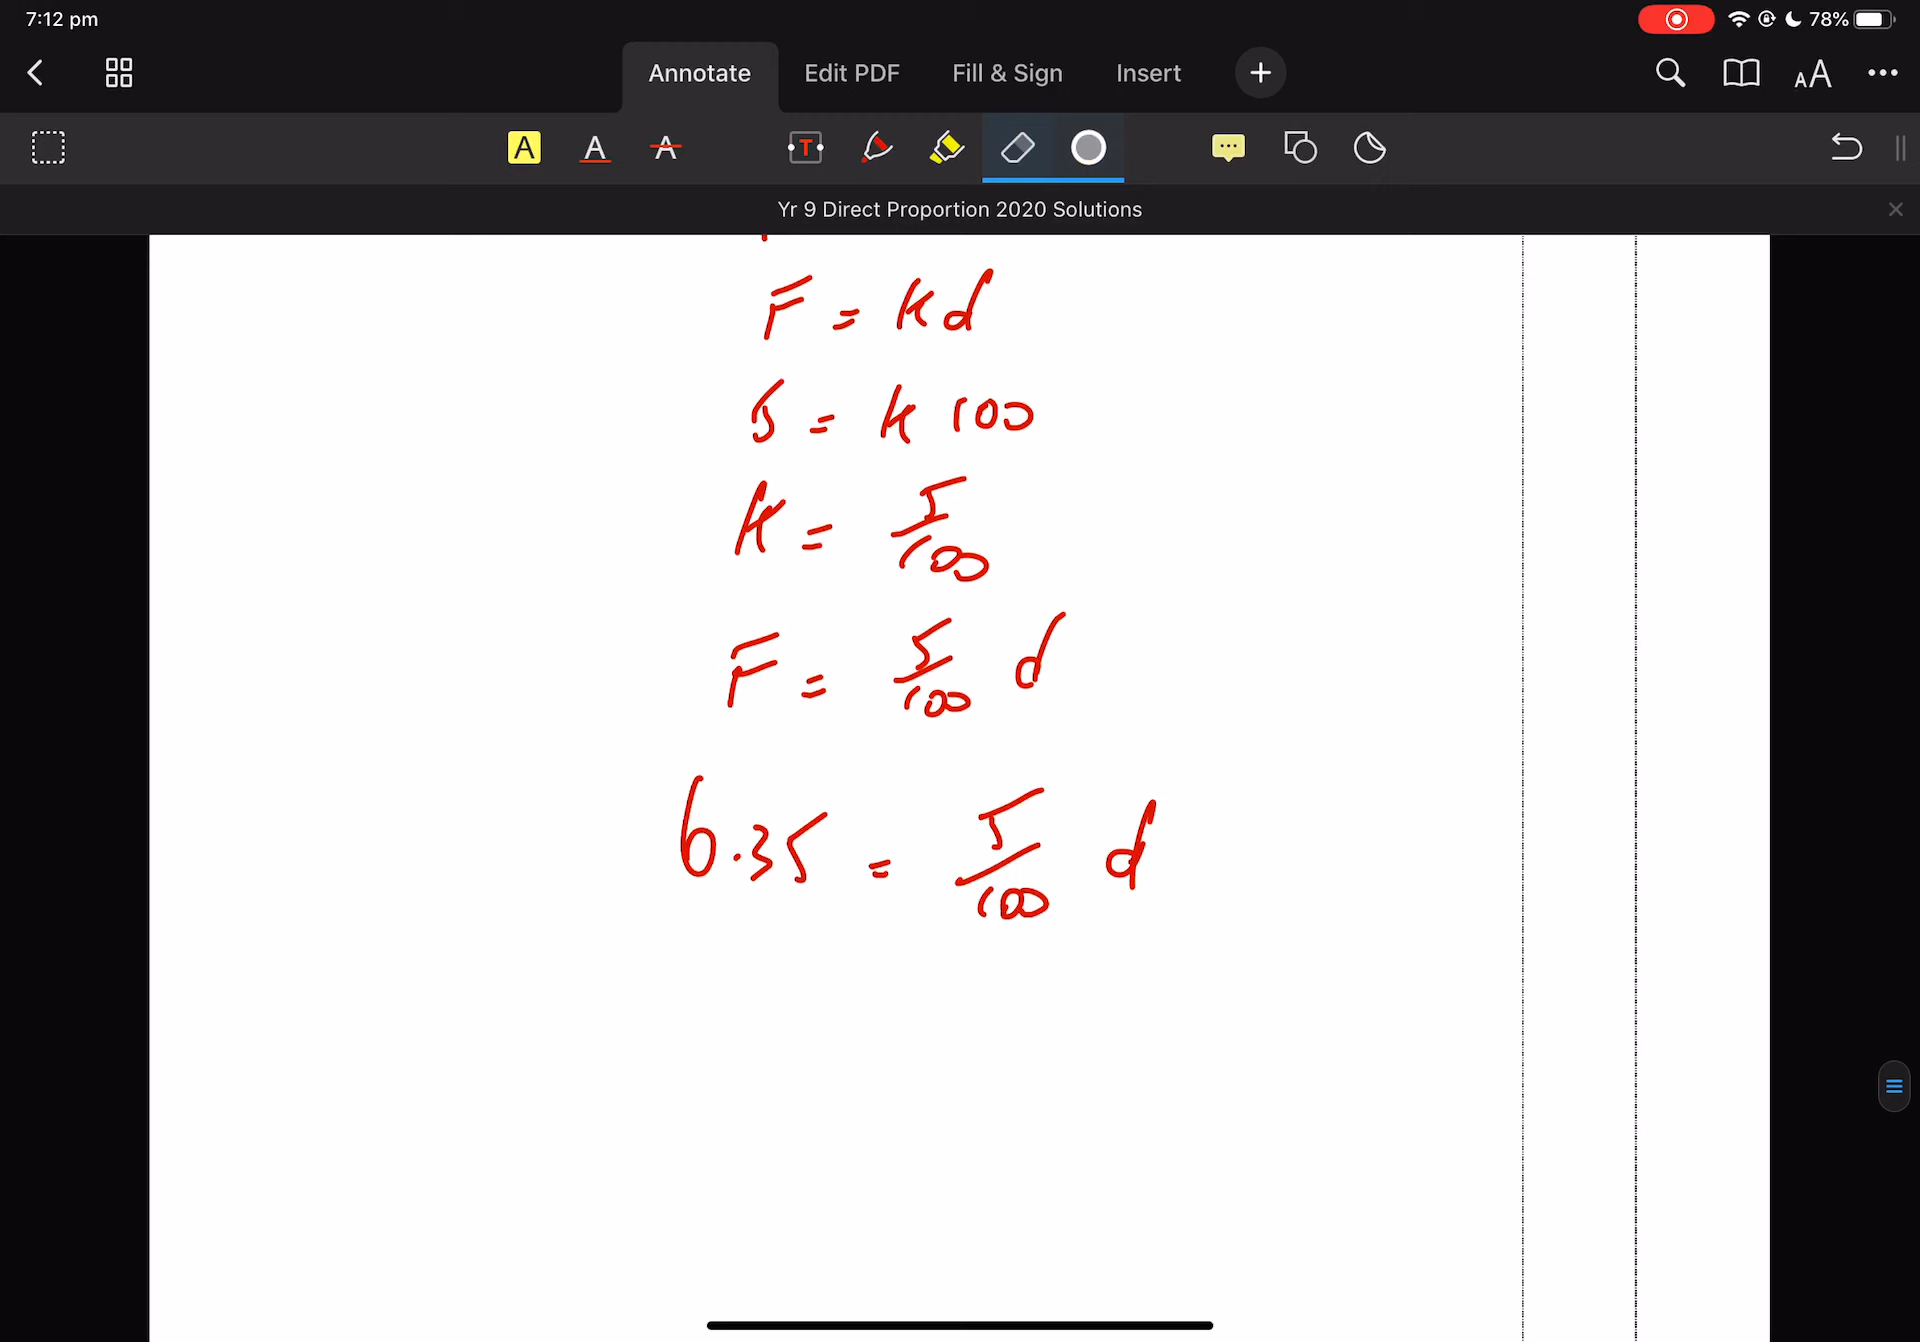 7:12 pm
78%
Annotate Edit PDF Fill & Sign Insert
AA
A A A T
Yr 9 Direct Proportion 2020 Solutions
F = kd
5 = k 100
k = 5/100
F = 5/100 d
6.35 = 5/100 d